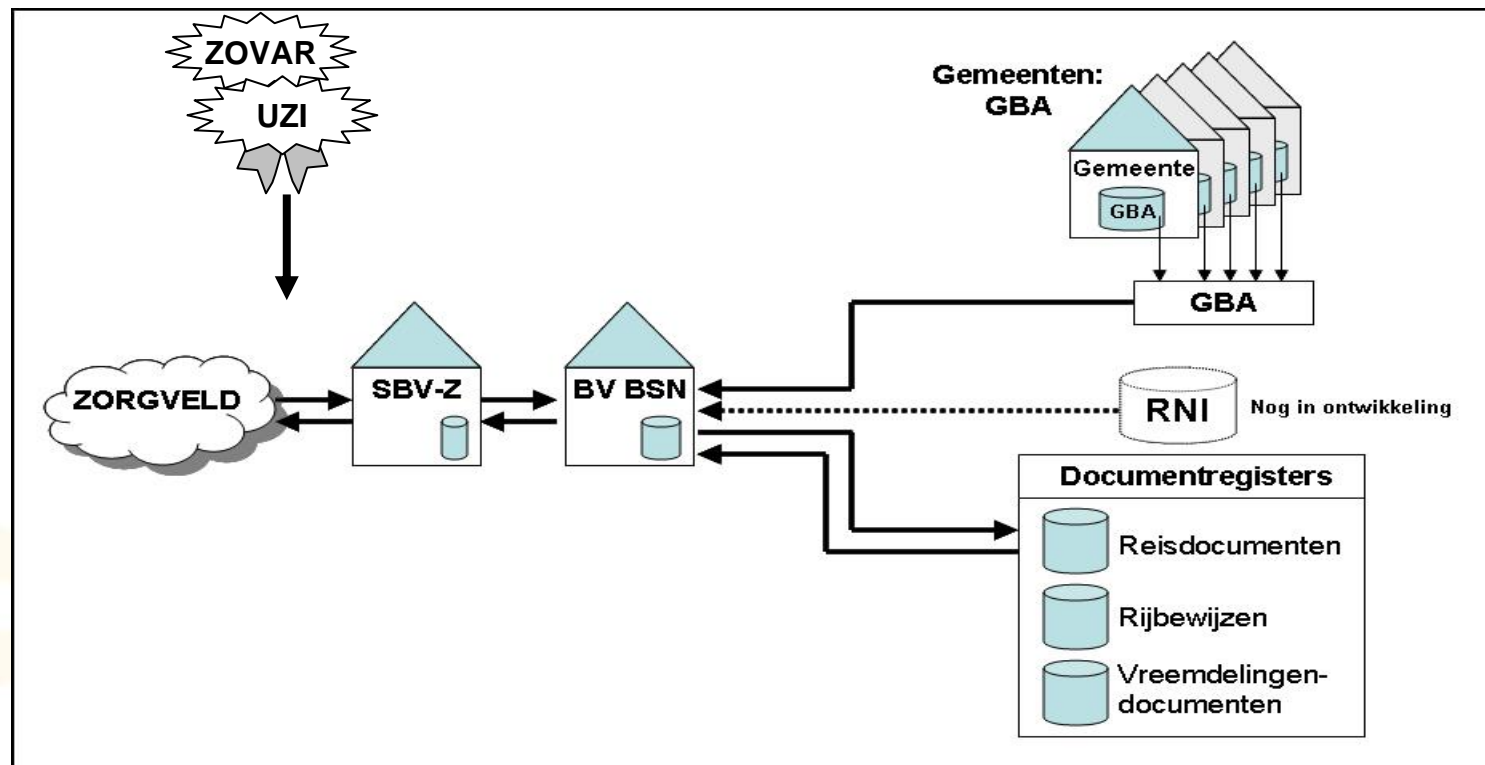 ZOVAR
UZI
Gemeenten:
GBA
Gemeente
GBA
GBA
ZORGVELD
SBV-Z
BV BSN
RNI
Nog in ontwikkeling
Documentregisters
Reisdocumenten
Rijbewijzen
Vreemdelingen-
documenten